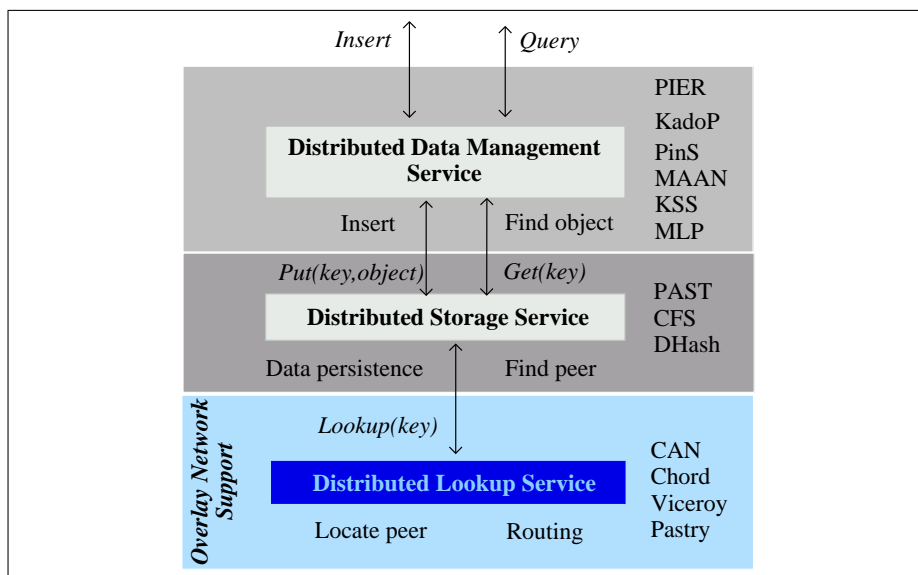 Insert
Query
PIER
KadoP
PinS
MAAN
KSS
MLP
Distributed Data Management
Service
Insert
Find object
Put(key,object)
Get(key)
PAST
CFS
DHash
Distributed Storage Service
Data persistence
Find peer
Lookup(key)
Overlay Network
Support
CAN
Chord
Viceroy
Pastry
Distributed Lookup Service
Locate peer
Routing